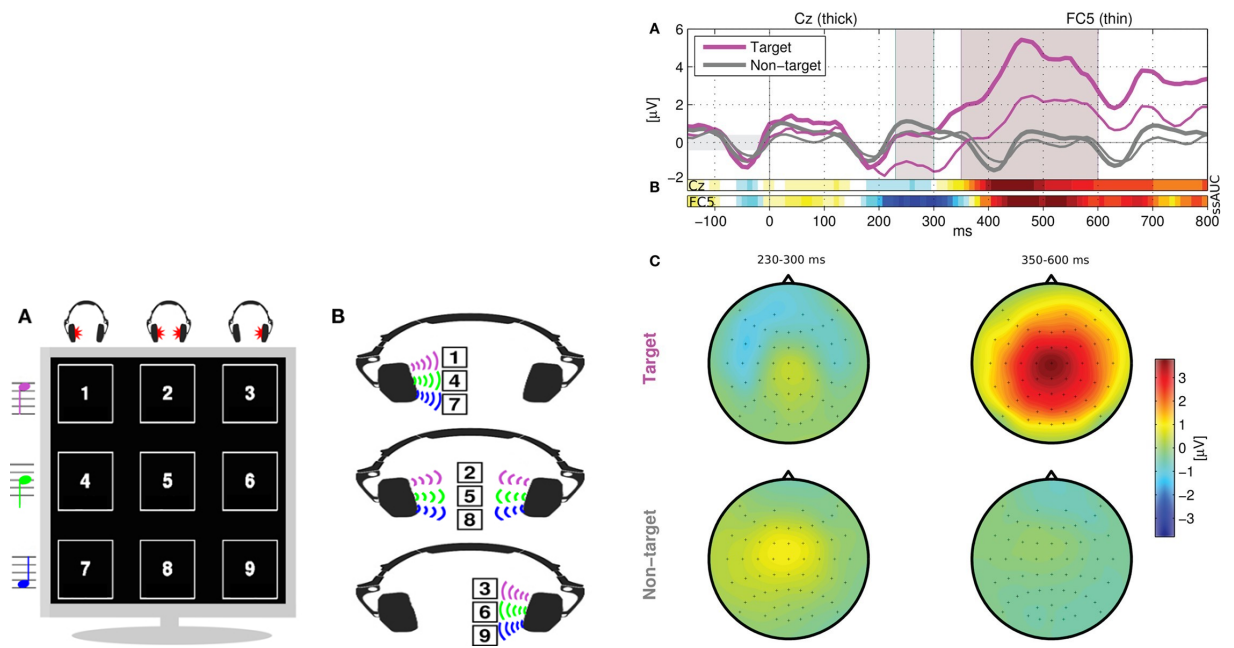 A
B
1
2
3
4
5
6
7
8
9
1
4
7
2
5
8
3
6
9
A
Cz (thick)
FC5 (thin)
Target
Non-target
[μV]
6
4
2
0
−2
B
Cz
FC5
ssAUC
−100 0 100 200 300 400 500 600 700 800
ms
C
230-300 ms
350-600 ms
Target
Non-target
3
2
1
0
−1
−2
−3
[μV]